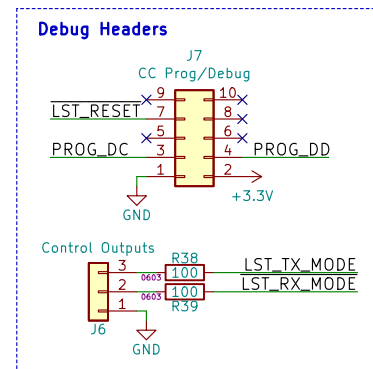 Debug Headers
J7
CC Prog/Debug
9 10
LST_RESET 7 8
5 6
PROG_DC 3 4 PROG_DD
1 2
+3.3V
GND
Control Outputs
R38
3 0603 100 LST_TX_MODE
2 0603 100 LST_RX_MODE
R39
1
J6
GND